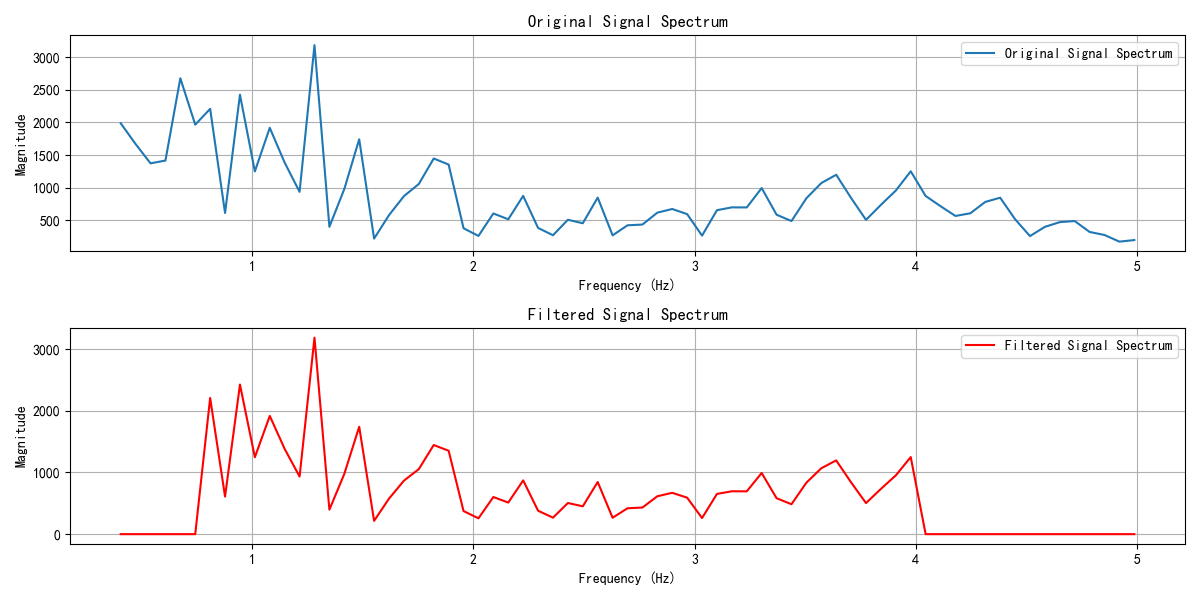 Original Signal Spectrum
Original Signal Spectrum
3000
2500
2000
1500
1000
500
Magnitude
1 2 3 4 5
Frequency (Hz)
Filtered Signal Spectrum
Filtered Signal Spectrum
3000
2000
1000
0
Magnitude
1 2 3 4 5
Frequency (Hz)